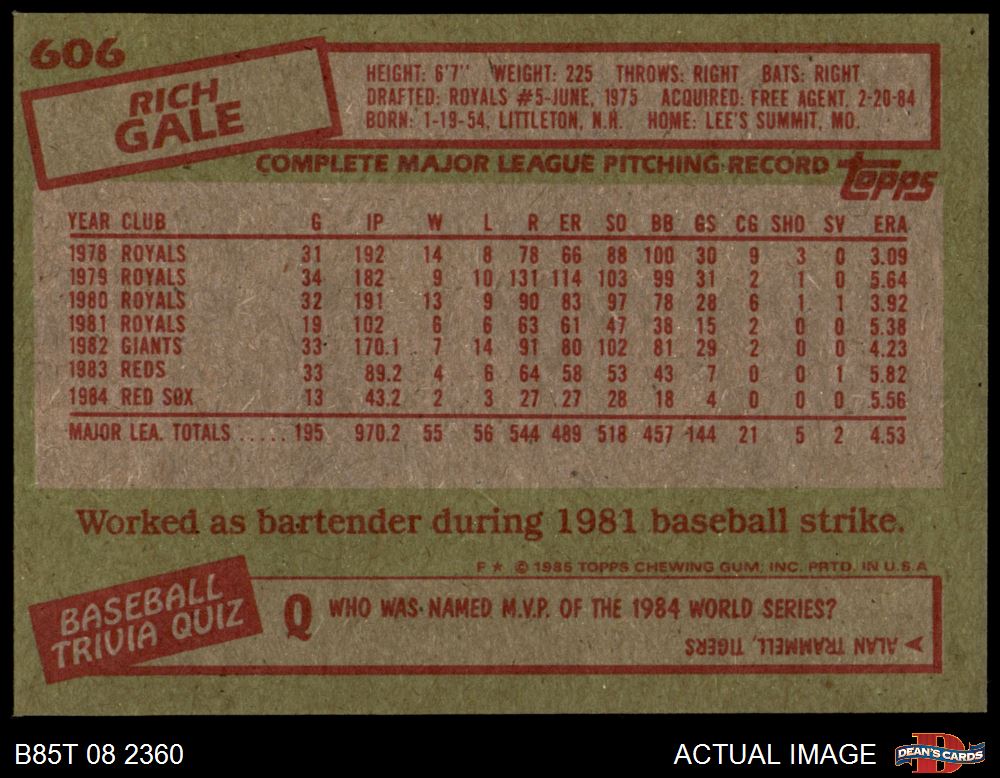 606
RICH
GALE
HEIGHT: 6'7" WEIGHT: 225 THROWS: RIGHT BATS: RIGHT
DRAFTED: ROYALS #5-JUNE, 1975 ACQUIRED: FREE AGENT, 2-20-84
BORN: 1-19-54, LITTLETON, N.H. HOME: LEE'S SUMMIT, MO.
COMPLETE MAJOR LEAGUE PITCHING RECORD topps
YEAR CLUB G IP W L R ER SO BB GS CG SHO SV ERA
1978 ROYALS 31 192 14 8 78 66 88 100 30 9 3 0 3.09
1979 ROYALS 34 182 9 10 131 114 103 99 31 2 1 0 5.64
1980 ROYALS 32 191 13 9 90 83 97 78 28 6 1 1 3.92
1981 ROYALS 19 102 6 6 63 61 47 38 15 2 0 0 5.38
1982 GIANTS 33 170.1 7 14 91 80 102 81 29 2 0 0 4.23
1983 REDS 33 89.2 4 6 64 58 53 43 7 0 0 1 5.82
1984 RED SOX 13 43.2 2 3 27 27 28 18 4 0 0 0 5.56
MAJOR LEA. TOTALS ..... 195 970.2 55 56 544 489 518 457 144 21 5 2 4.53
Worked as bartender during 1981 baseball strike.
F★ © 1985 TOPPS CHEWING GUM, INC. PRTD. IN U.S.A
BASEBALL
TRIVIA QUIZ
Q WHO WAS NAMED M.V.P. OF THE 1984 WORLD SERIES?
➤ ALAN TRAMMELL, TIGERS
B85T 08 2360
ACTUAL IMAGE
D
DEAN'S CARDS